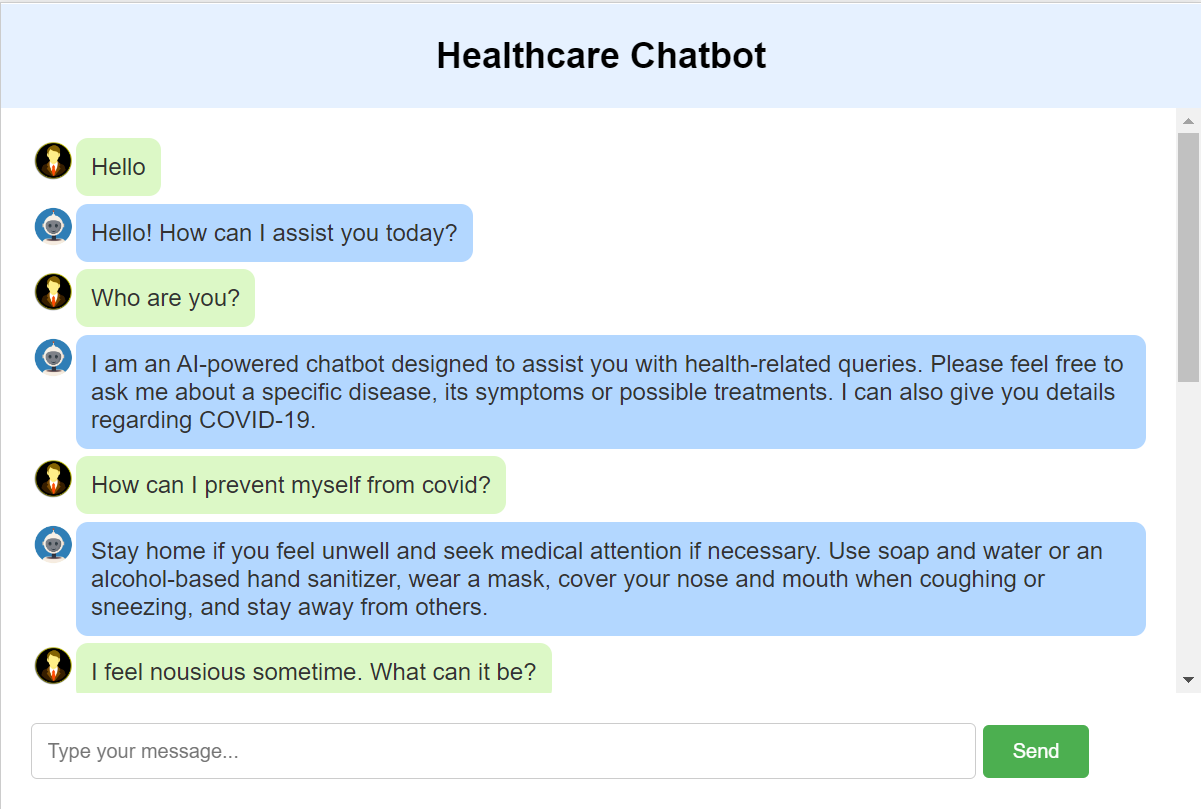 Healthcare Chatbot
Hello
Hello! How can I assist you today?
Who are you?
I am an AI-powered chatbot designed to assist you with health-related queries. Please feel free to
ask me about a specific disease, its symptoms or possible treatments. I can also give you details
regarding COVID-19.
How can I prevent myself from covid?
Stay home if you feel unwell and seek medical attention if necessary. Use soap and water or an
alcohol-based hand sanitizer, wear a mask, cover your nose and mouth when coughing or
sneezing, and stay away from others.
I feel nousious sometime. What can it be?
Type your message...
Send